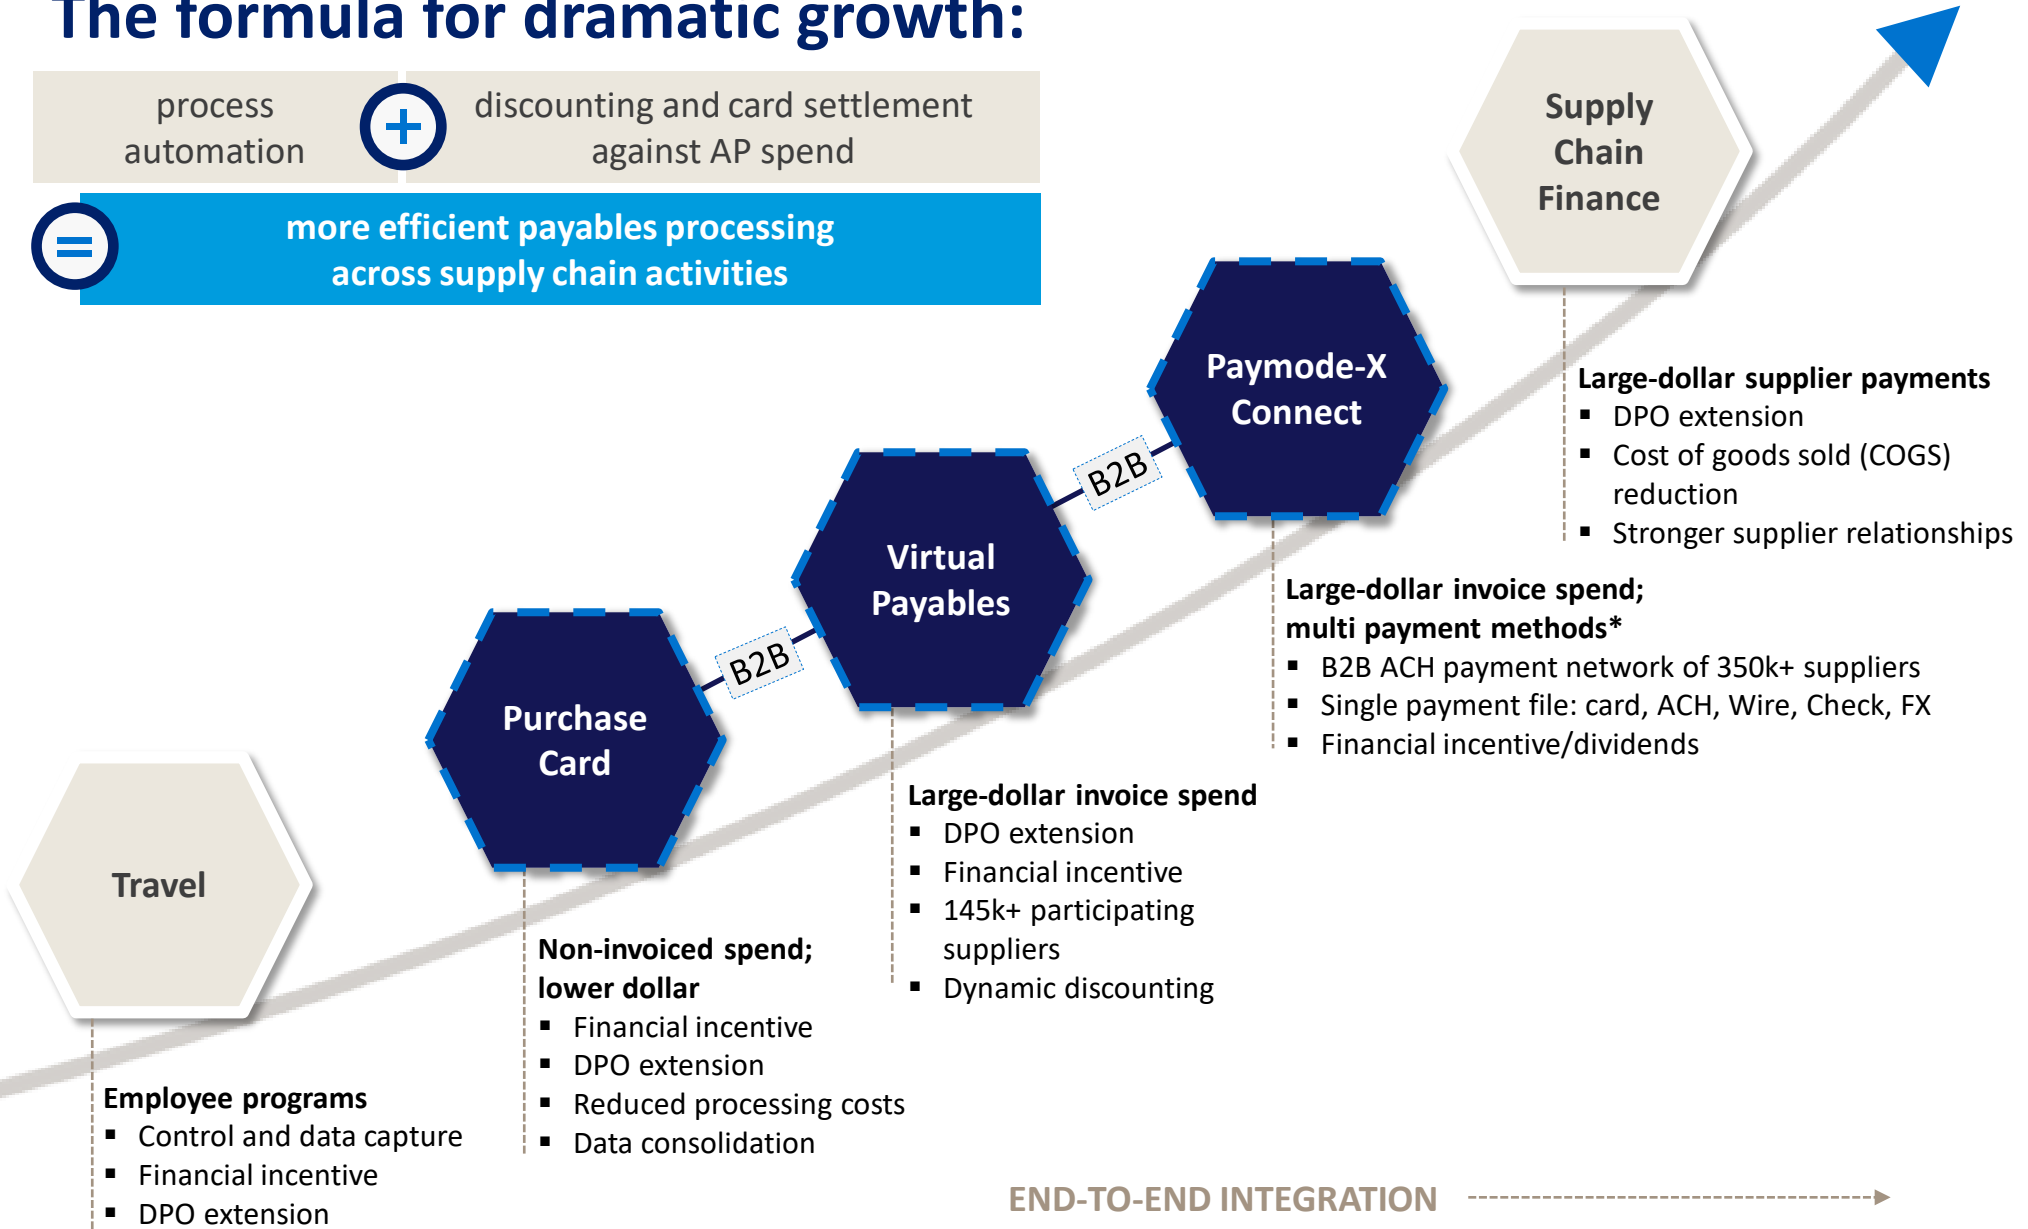 The formula for dramatic growth:
process
automation
+
discounting and card settlement
against AP spend
=
more efficient payables processing
across supply chain activities
Supply
Chain
Finance
Large-dollar supplier payments
▪ DPO extension
▪ Cost of goods sold (COGS)
reduction
▪ Stronger supplier relationships
Paymode-X
Connect
B2B
Large-dollar invoice spend;
multi payment methods*
▪ B2B ACH payment network of 350k+ suppliers
▪ Single payment file: card, ACH, Wire, Check, FX
▪ Financial incentive/dividends
Virtual
Payables
B2B
Large-dollar invoice spend
▪ DPO extension
▪ Financial incentive
▪ 145k+ participating
suppliers
▪ Dynamic discounting
Purchase
Card
Non-invoiced spend;
lower dollar
▪ Financial incentive
▪ DPO extension
▪ Reduced processing costs
▪ Data consolidation
Travel
Employee programs
▪ Control and data capture
▪ Financial incentive
▪ DPO extension
END-TO-END INTEGRATION